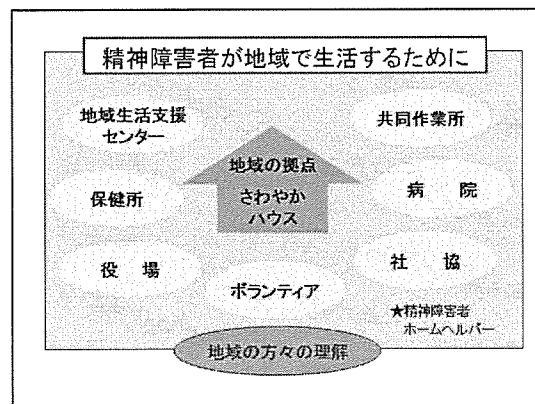 精神障害者が地域で生活するために
地域生活支援
センター
共同作業所
地域の拠点
さわやか
ハウス
保健所
病　院
役　場
社　協
ボランティア
★精神障害者
ホームヘルパー
地域の方々の理解